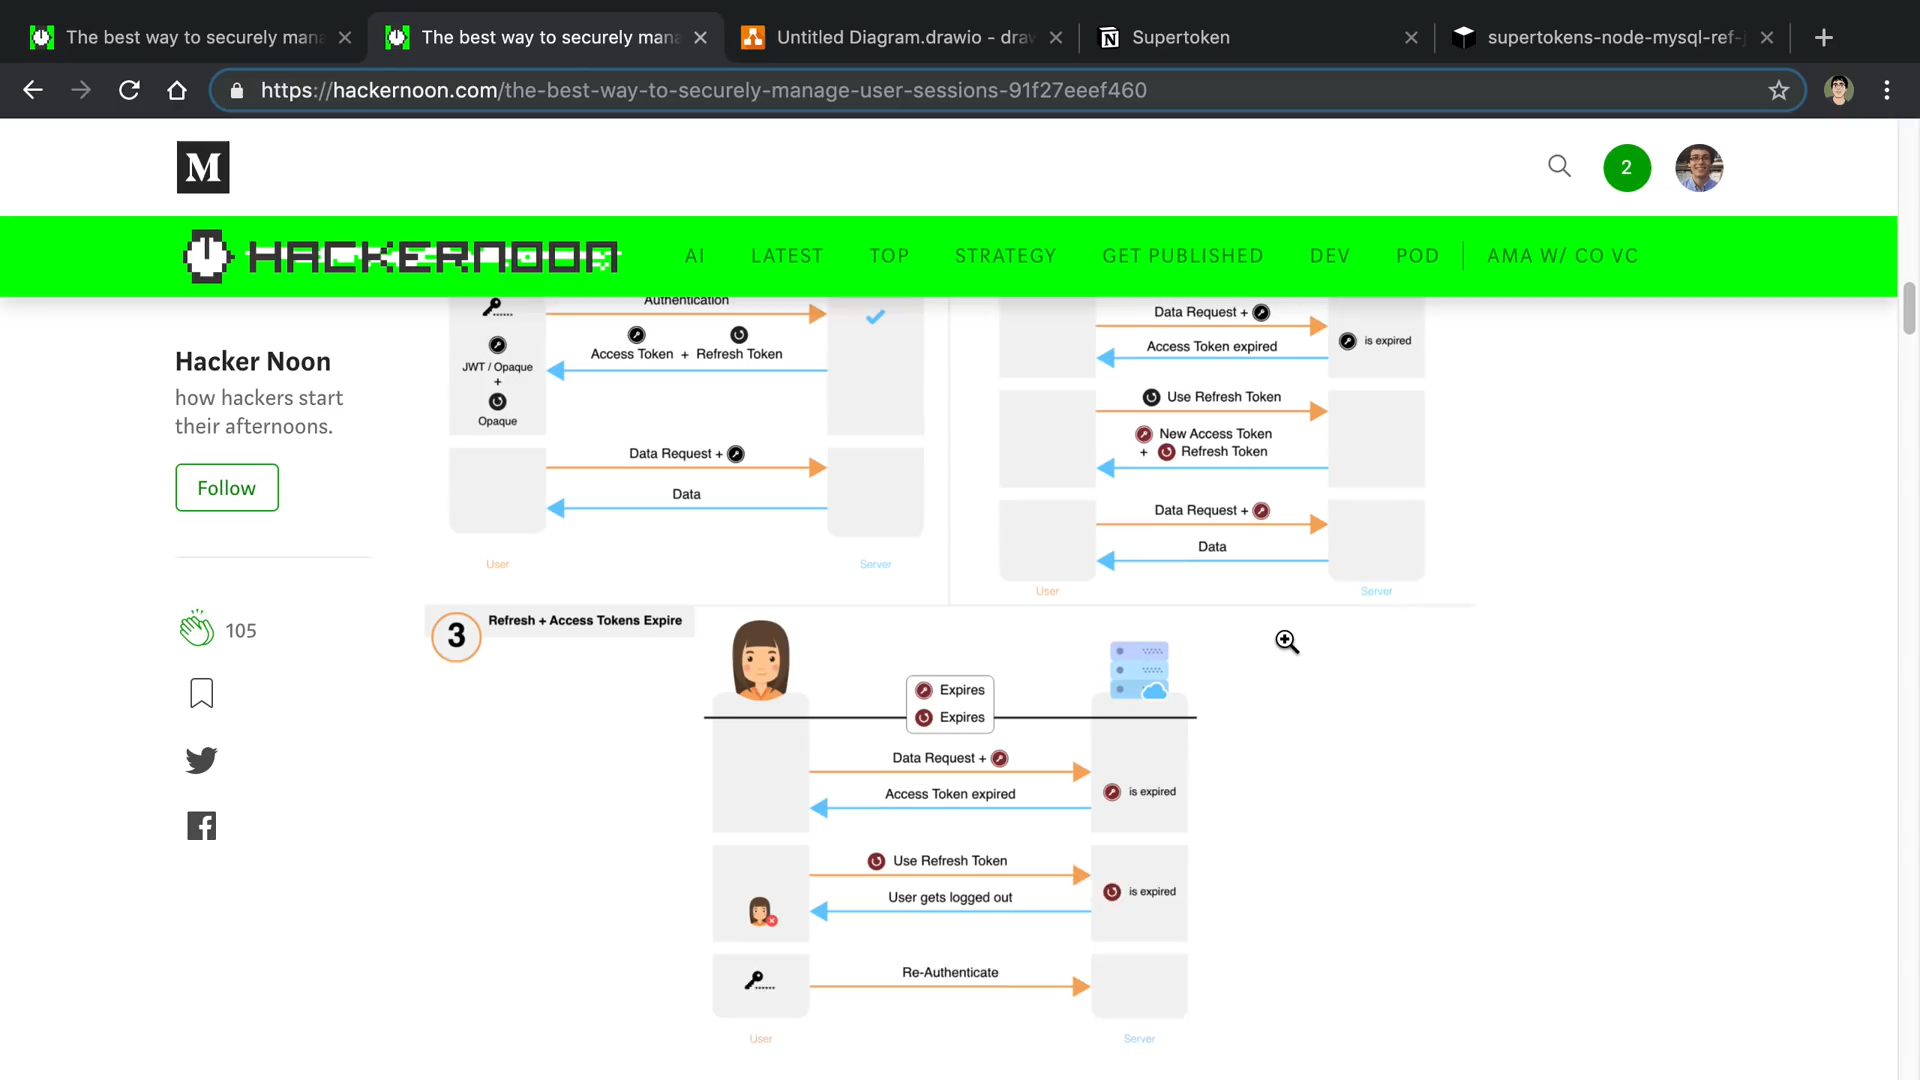 The best way to securely mana
The best way to securely mana
Untitled Diagram.drawio - draw
Supertoken
supertokens-node-mysql-ref-j
https://hackernoon.com/the-best-way-to-securely-manage-user-sessions-91f27eeef460
M
2
HACKERNOON
AI
LATEST
TOP
STRATEGY
GET PUBLISHED
DEV
POD
AMA W/ CO VC
Hacker Noon
how hackers start
their afternoons.
Follow
105
Authentication
Access Token + Refresh Token
JWT / Opaque
+
Opaque
Data Request +
Data
User
Server
Data Request +
is expired
Access Token expired
Use Refresh Token
New Access Token
+ Refresh Token
Data Request +
Data
User
Server
3
Refresh + Access Tokens Expire
Expires
Expires
Data Request +
Access Token expired
is expired
Use Refresh Token
is expired
User gets logged out
Re-Authenticate
User
Server